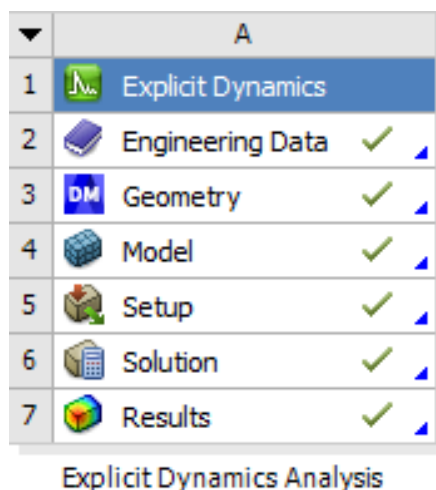 A
1 Explicit Dynamics
2 Engineering Data
3 DM Geometry
4 Model
5 Setup
6 Solution
7 Results
Explicit Dynamics Analysis